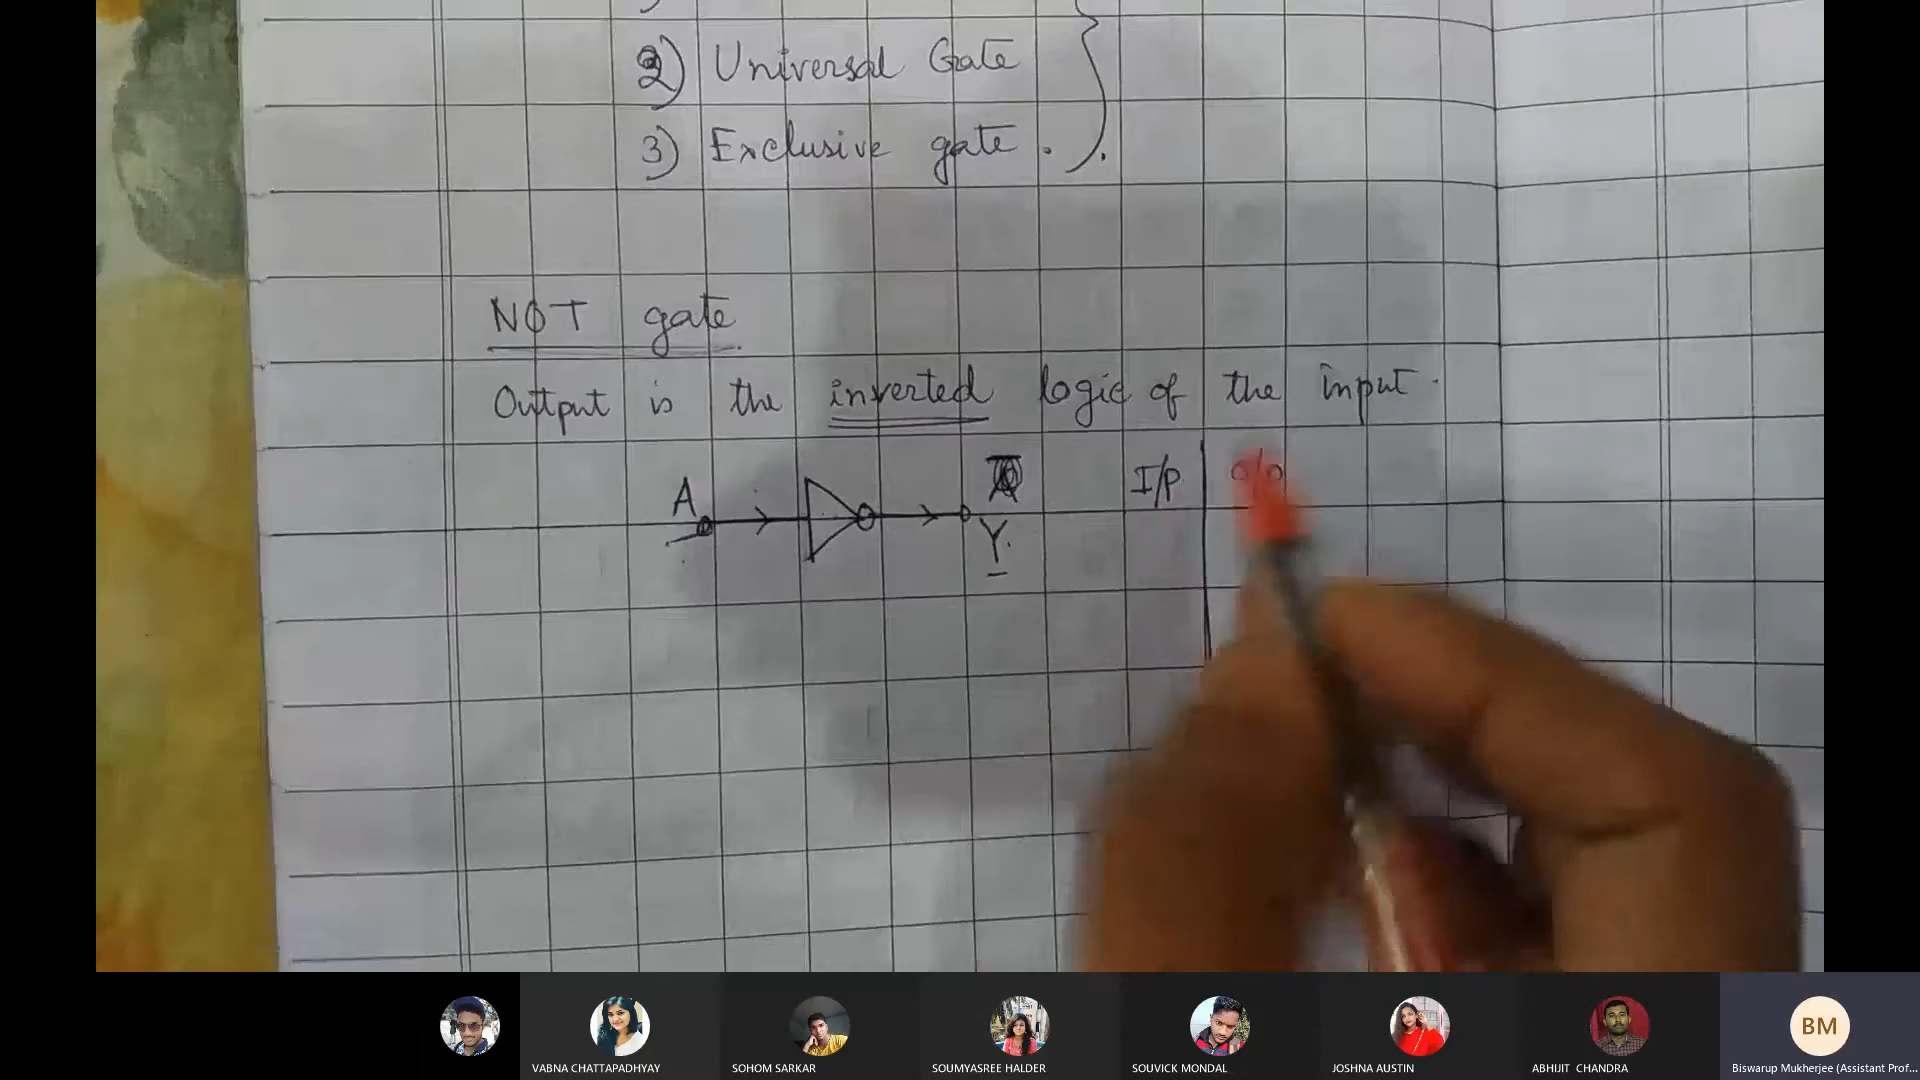 2) Universal Gate
3) Exclusive gate.
NOT gate
Output is the inverted logic of the input.
A
I/P
O/P
Y.
VABNA CHATTAPADHYAY
SOHOM SARKAR
SOUMYASREE HALDER
SOUVICK MONDAL
JOSHNA AUSTIN
ABHIJIT CHANDRA
BM
Biswarup Mukherjee (Assistant Prof...